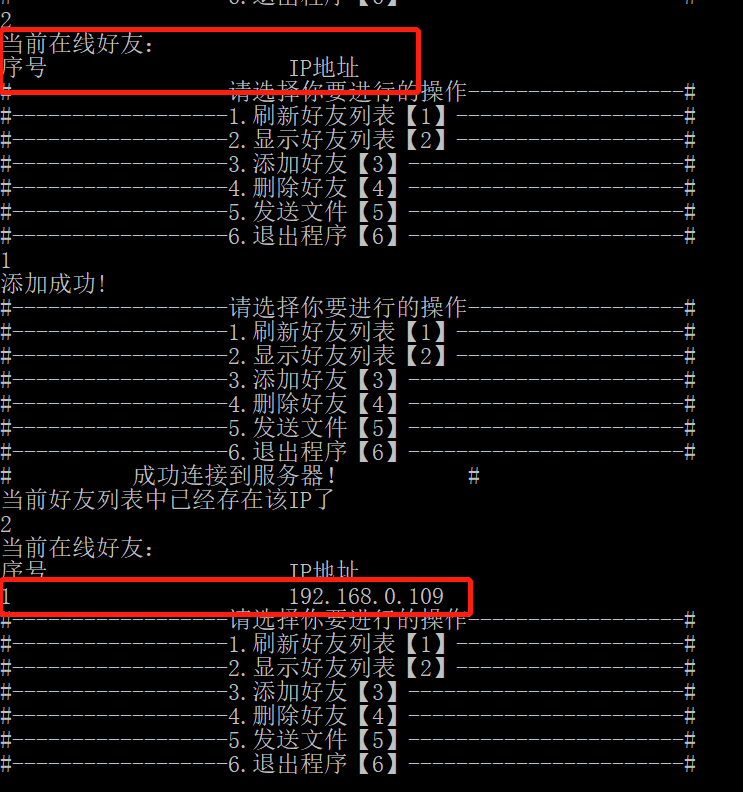 6.退出程序【6】-----------------------#
2
当前在线好友:
序号 IP地址
#------------------请选择你要进行的操作------------------#
#------------------1.刷新好友列表【1】-------------------#
#------------------2.显示好友列表【2】-------------------#
#------------------3.添加好友【3】-----------------------#
#------------------4.删除好友【4】-----------------------#
#------------------5.发送文件【5】-----------------------#
#------------------6.退出程序【6】-----------------------#
1
添加成功!
#------------------请选择你要进行的操作------------------#
#------------------1.刷新好友列表【1】-------------------#
#------------------2.显示好友列表【2】-------------------#
#------------------3.添加好友【3】-----------------------#
#------------------4.删除好友【4】-----------------------#
#------------------5.发送文件【5】-----------------------#
#------------------6.退出程序【6】-----------------------#
# 成功连接到服务器! #
当前好友列表中已经存在该IP了
2
当前在线好友:
序号 IP地址
1 192.168.0.109
#------------------请选择你要进行的操作------------------#
#------------------1.刷新好友列表【1】-------------------#
#------------------2.显示好友列表【2】-------------------#
#------------------3.添加好友【3】-----------------------#
#------------------4.删除好友【4】-----------------------#
#------------------5.发送文件【5】-----------------------#
#------------------6.退出程序【6】-----------------------#